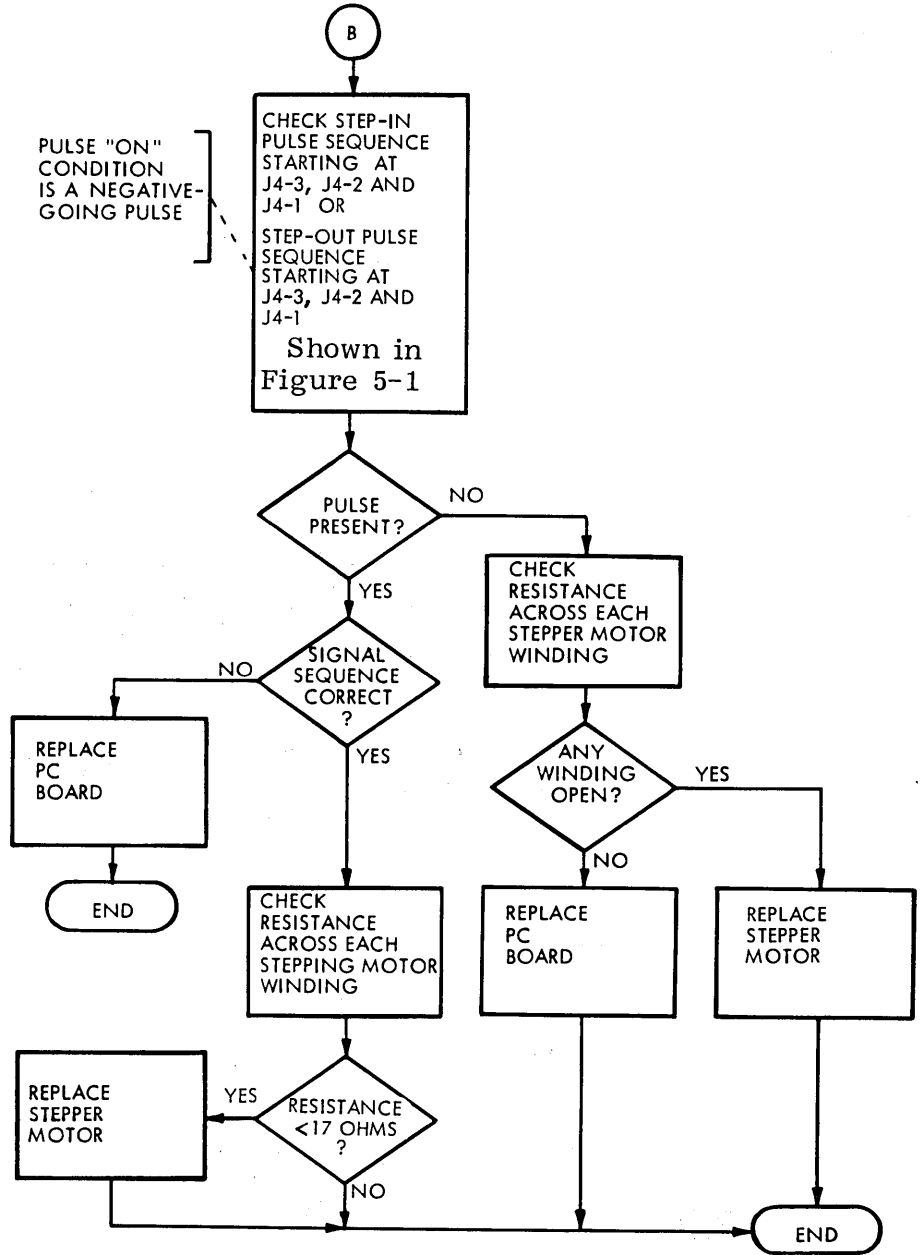 B
CHECK STEP-IN
PULSE SEQUENCE
STARTING AT
J4-3, J4-2 AND
J4-1 OR
STEP-OUT PULSE
SEQUENCE
STARTING AT
J4-3, J4-2 AND
J4-1
Shown in
Figure 5-1
PULSE "ON"
CONDITION
IS A NEGATIVE-
GOING PULSE
PULSE
PRESENT?
NO
YES
CHECK
RESISTANCE
ACROSS EACH
STEPPER MOTOR
WINDING
SIGNAL
SEQUENCE
CORRECT
?
NO
YES
REPLACE
PC
BOARD
END
ANY
WINDING
OPEN?
YES
NO
CHECK
RESISTANCE
ACROSS EACH
STEPPING MOTOR
WINDING
REPLACE
PC
BOARD
REPLACE
STEPPER
MOTOR
RESISTANCE
<17 OHMS
?
YES
NO
REPLACE
STEPPER
MOTOR
END